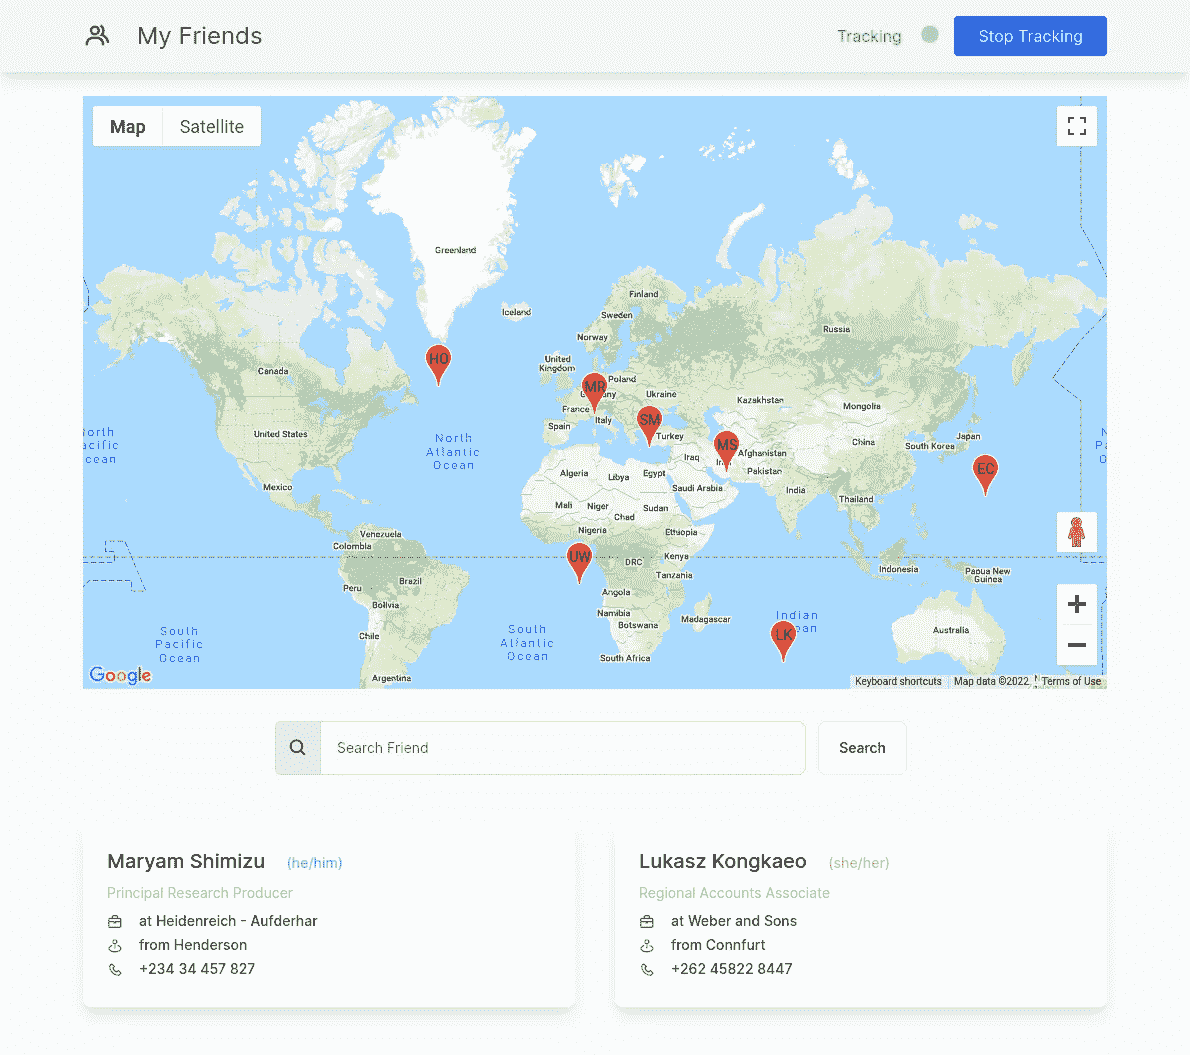 My Friends
Tracking
Stop Tracking
Map
Satellite
Greenland
Iceland
Finland
Sweden
Norway
Russia
Canada
United
Kingdom
HO
MR
Poland
Ukraine
France
Kazakhstan
Mongolia
United States
Spain
Italy
SM
Turkey
MS
Afghanistan
China
Japan
South Korea
North
Atlantic
Ocean
Iraq
Pakistan
EC
Algeria
Libya
Egypt
Saudi Arabia
India
Mexico
Mali
Niger
Chad
Sudan
Thailand
Nigeria
Ethiopia
Venezuela
Colombia
UW
DRC
Kenya
Tanzania
Indonesia
Papua New
Guinea
Peru
Brazil
Bolivia
Angola
Namibia
Botswana
Madagascar
Indian
LK
Australia
South
Pacific
Ocean
Chile
South
Atlantic
Ocean
South Africa
Argentina
Google
Keyboard shortcuts
Map data ©2022
Terms of Use
Search Friend
Search
Maryam Shimizu (he/him)
Principal Research Producer
at Heidenreich - Aufderhar
from Henderson
+234 34 457 827
Lukasz Kongkaeo (she/her)
Regional Accounts Associate
at Weber and Sons
from Connfurt
+262 45822 8447